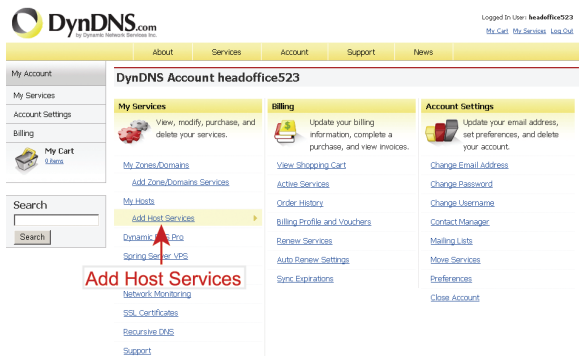 DynDNS.com
by Dynamic Network Services Inc.
Logged In User: headoffice523
My Cart My Services Log Out
About Services Account Support News
My Account
My Services
Account Settings
Billing
My Cart
0 items
Search
Search
DynDNS Account headoffice523
My Services
View, modify, purchase, and
delete your services.
My Zones/Domains
Add Zone/Domains Services
My Hosts
Add Host Services
Dynamic Pro
Spring Server VPS
Add Host Services
Network Monitoring
SSL Certificates
Recursive DNS
Support
Billing
Update your billing
information, complete a
purchase, and view invoices.
View Shopping Cart
Active Services
Order History
Billing Profile and Vouchers
Renew Services
Auto Renew Settings
Sync Expirations
Account Settings
Update your email address,
set preferences, and delete
your account.
Change Email Address
Change Password
Change Username
Contact Manager
Mailing Lists
Move Services
Preferences
Close Account